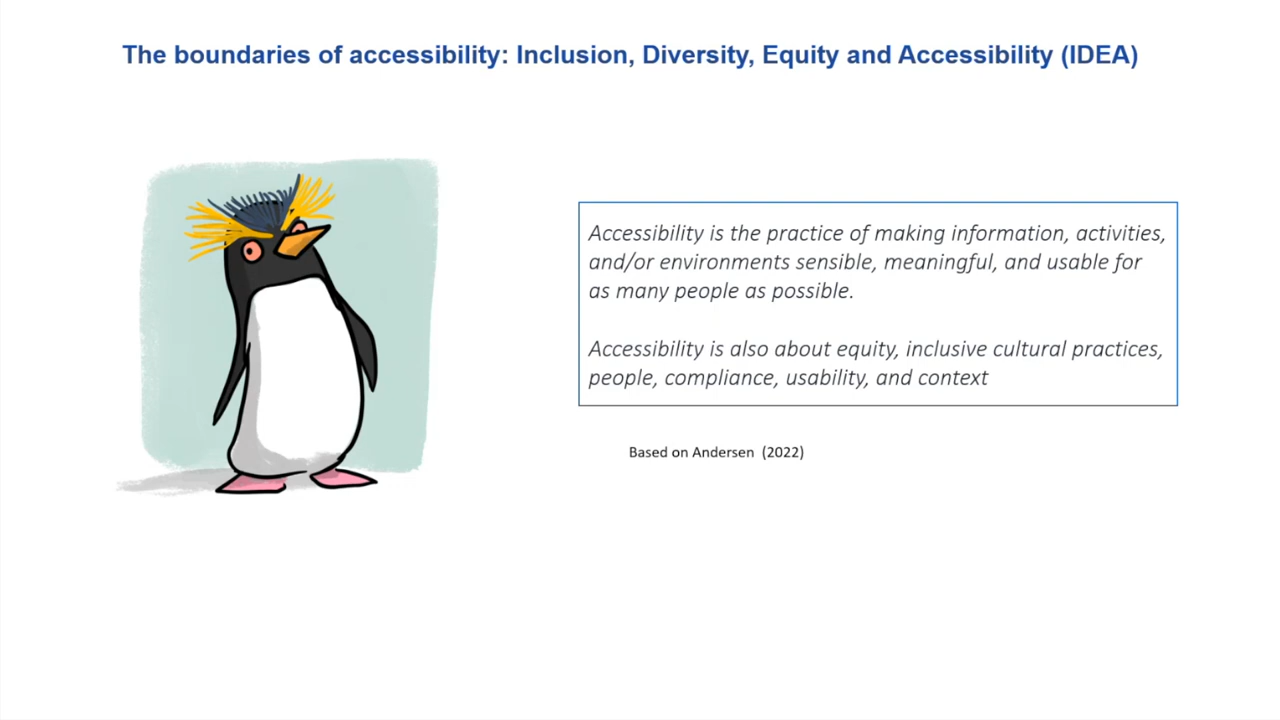 The boundaries of accessibility: Inclusion, Diversity, Equity and Accessibility (IDEA)
Accessibility is the practice of making information, activities,
and/or environments sensible, meaningful, and usable for
as many people as possible.
Accessibility is also about equity, inclusive cultural practices,
people, compliance, usability, and context
Based on Andersen (2022)